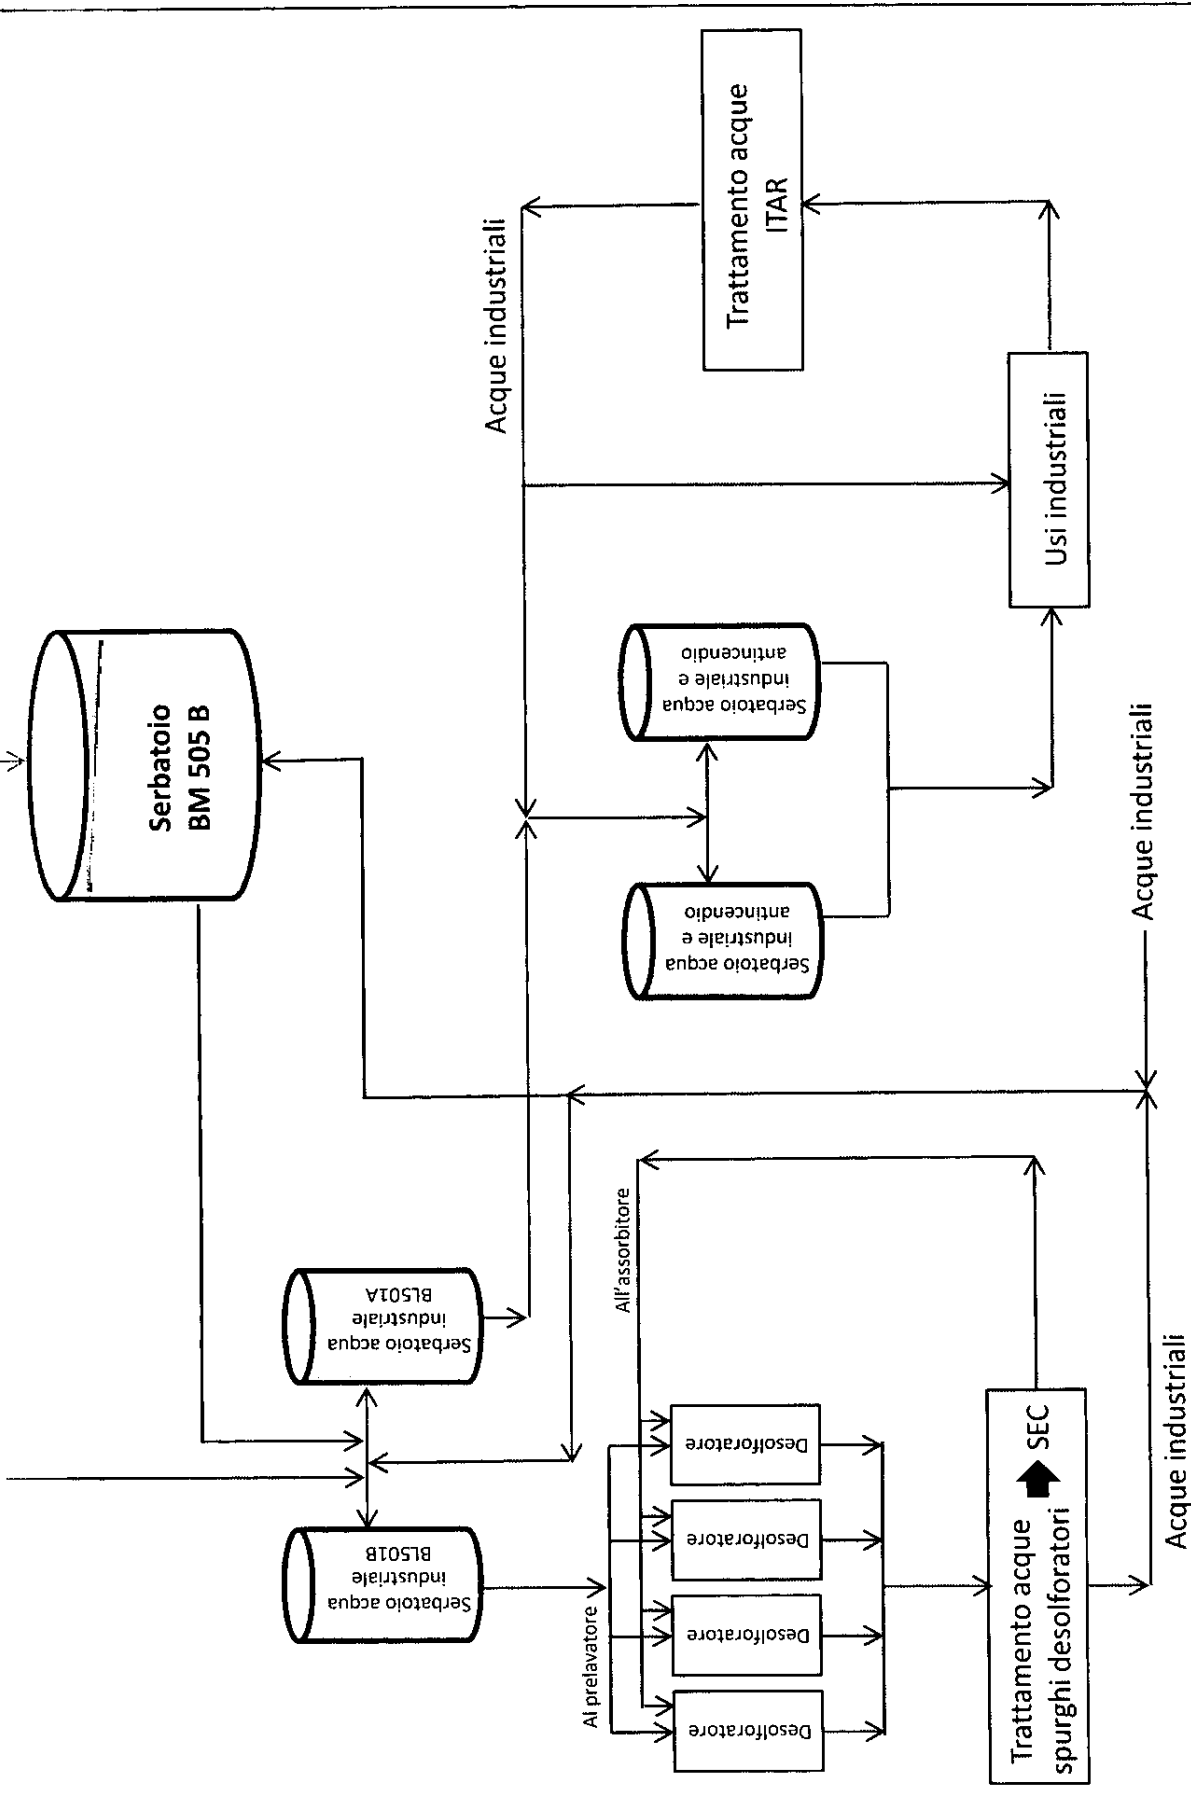 Serbatoio
BM 505 B
Serbatoio acqua
industriale
BL501B
Serbatoio acqua
industriale
BL501A
Al prelavatore
All'assorbitore
Desolforatore
Desolforatore
Desolforatore
Desolforatore
Trattamento acque
spurghi desolforatori
SEC
Acque industriali
Acque industriali
Serbatoio acqua
industriale e
antincendio
Serbatoio acqua
industriale e
antincendio
Acque industriali
Usi industriali
Trattamento acque
ITAR